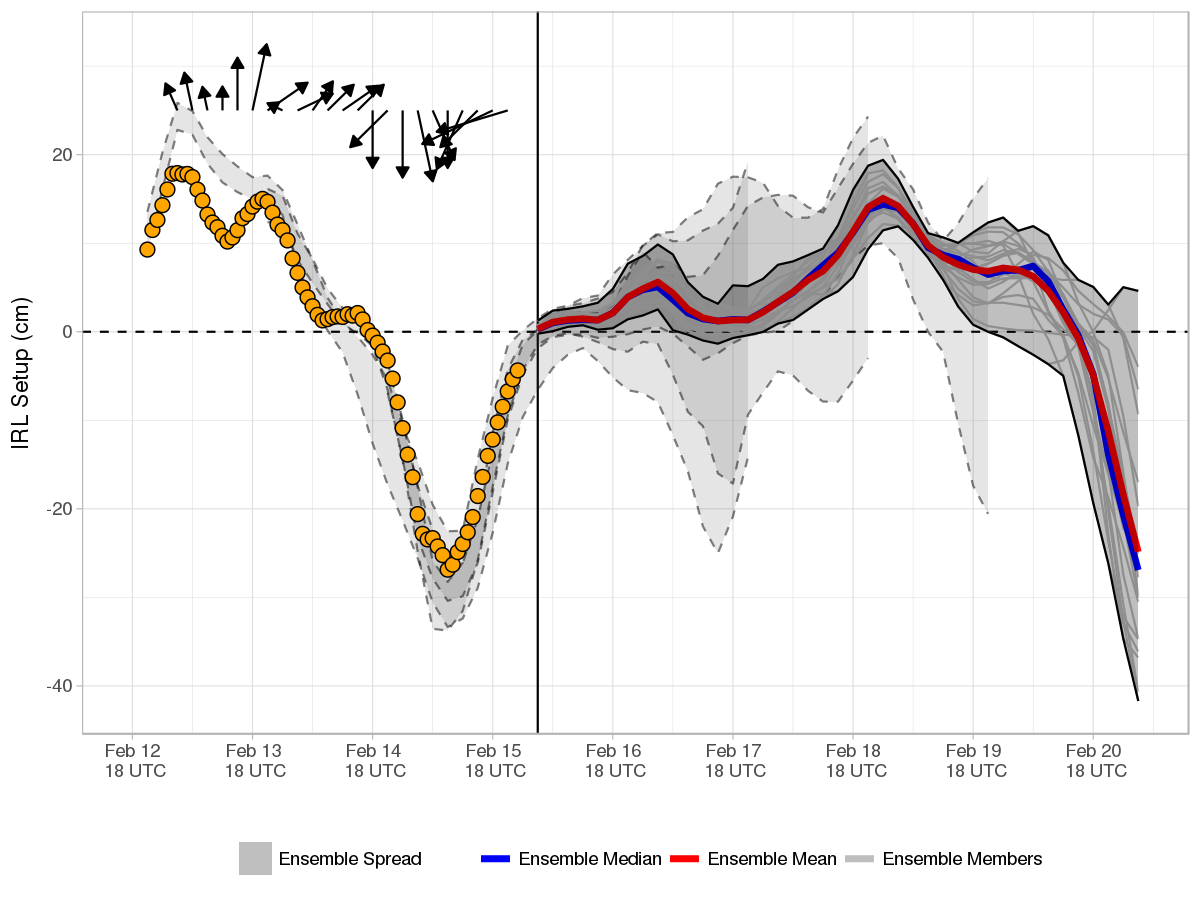 IRL Setup (cm)
20
0
-20
-40
Feb 12 Feb 13 Feb 14 Feb 15 Feb 16 Feb 17 Feb 18 Feb 19 Feb 20
18 UTC 18 UTC 18 UTC 18 UTC 18 UTC 18 UTC 18 UTC 18 UTC 18 UTC
Ensemble Spread Ensemble Median Ensemble Mean Ensemble Members